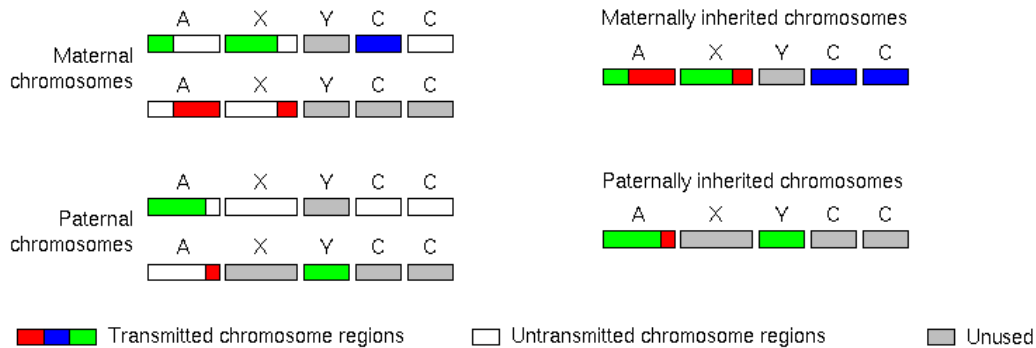 A X Y C C
Maternal
chromosomes
A X Y C C
Maternally inherited chromosomes
A X Y C C
A X Y C C
Paternal
chromosomes
A X Y C C
Paternally inherited chromosomes
A X Y C C
Transmitted chromosome regions
Untransmitted chromosome regions
Unused